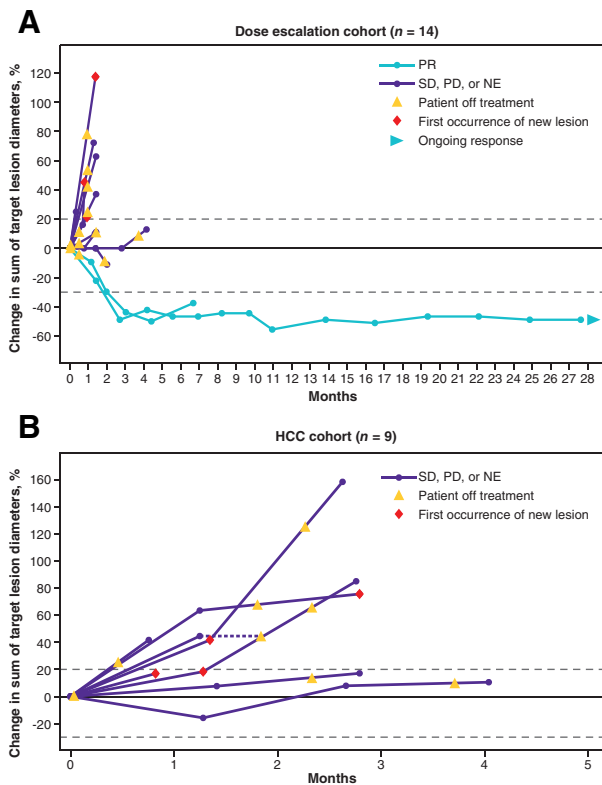 A
Dose escalation cohort (n = 14)
Change in sum of target lesion diameters, %
120
100
80
60
40
20
0
-20
-40
-60
PR
SD, PD, or NE
Patient off treatment
First occurrence of new lesion
Ongoing response
0 1 2 3 4 5 6 7 8 9 10 11 12 13 14 15 16 17 18 19 20 21 22 23 24 25 26 27 28
Months
B
HCC cohort (n = 9)
Change in sum of target lesion diameters, %
160
140
120
100
80
60
40
20
0
-20
SD, PD, or NE
Patient off treatment
First occurrence of new lesion
0 1 2 3 4 5
Months